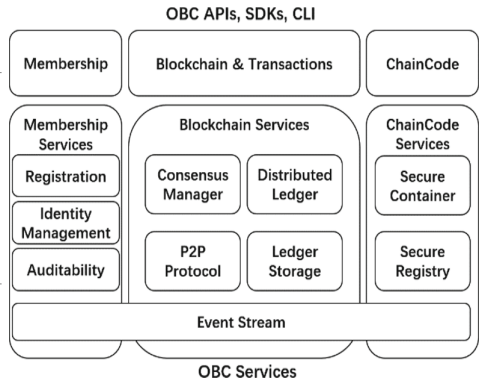 OBC APIs, SDKs, CLI
Membership
Blockchain & Transactions
ChainCode
Membership
Services
Registration
Identity
Management
Auditability
Blockchain Services
Consensus
Manager
Distributed
Ledger
P2P
Protocol
Ledger
Storage
ChainCode
Services
Secure
Container
Secure
Registry
Event Stream
OBC Services